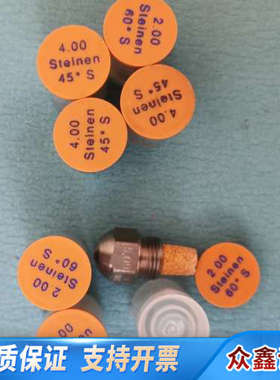 4.00
Steinen
45° S
2.00
Steinen
60° S
4.00
Steinen
45° S
4.00
Steinen
45° S
2.00
Steinen
60° S
2.00
Steinen
60° S
质保证 支持开票
众鑫